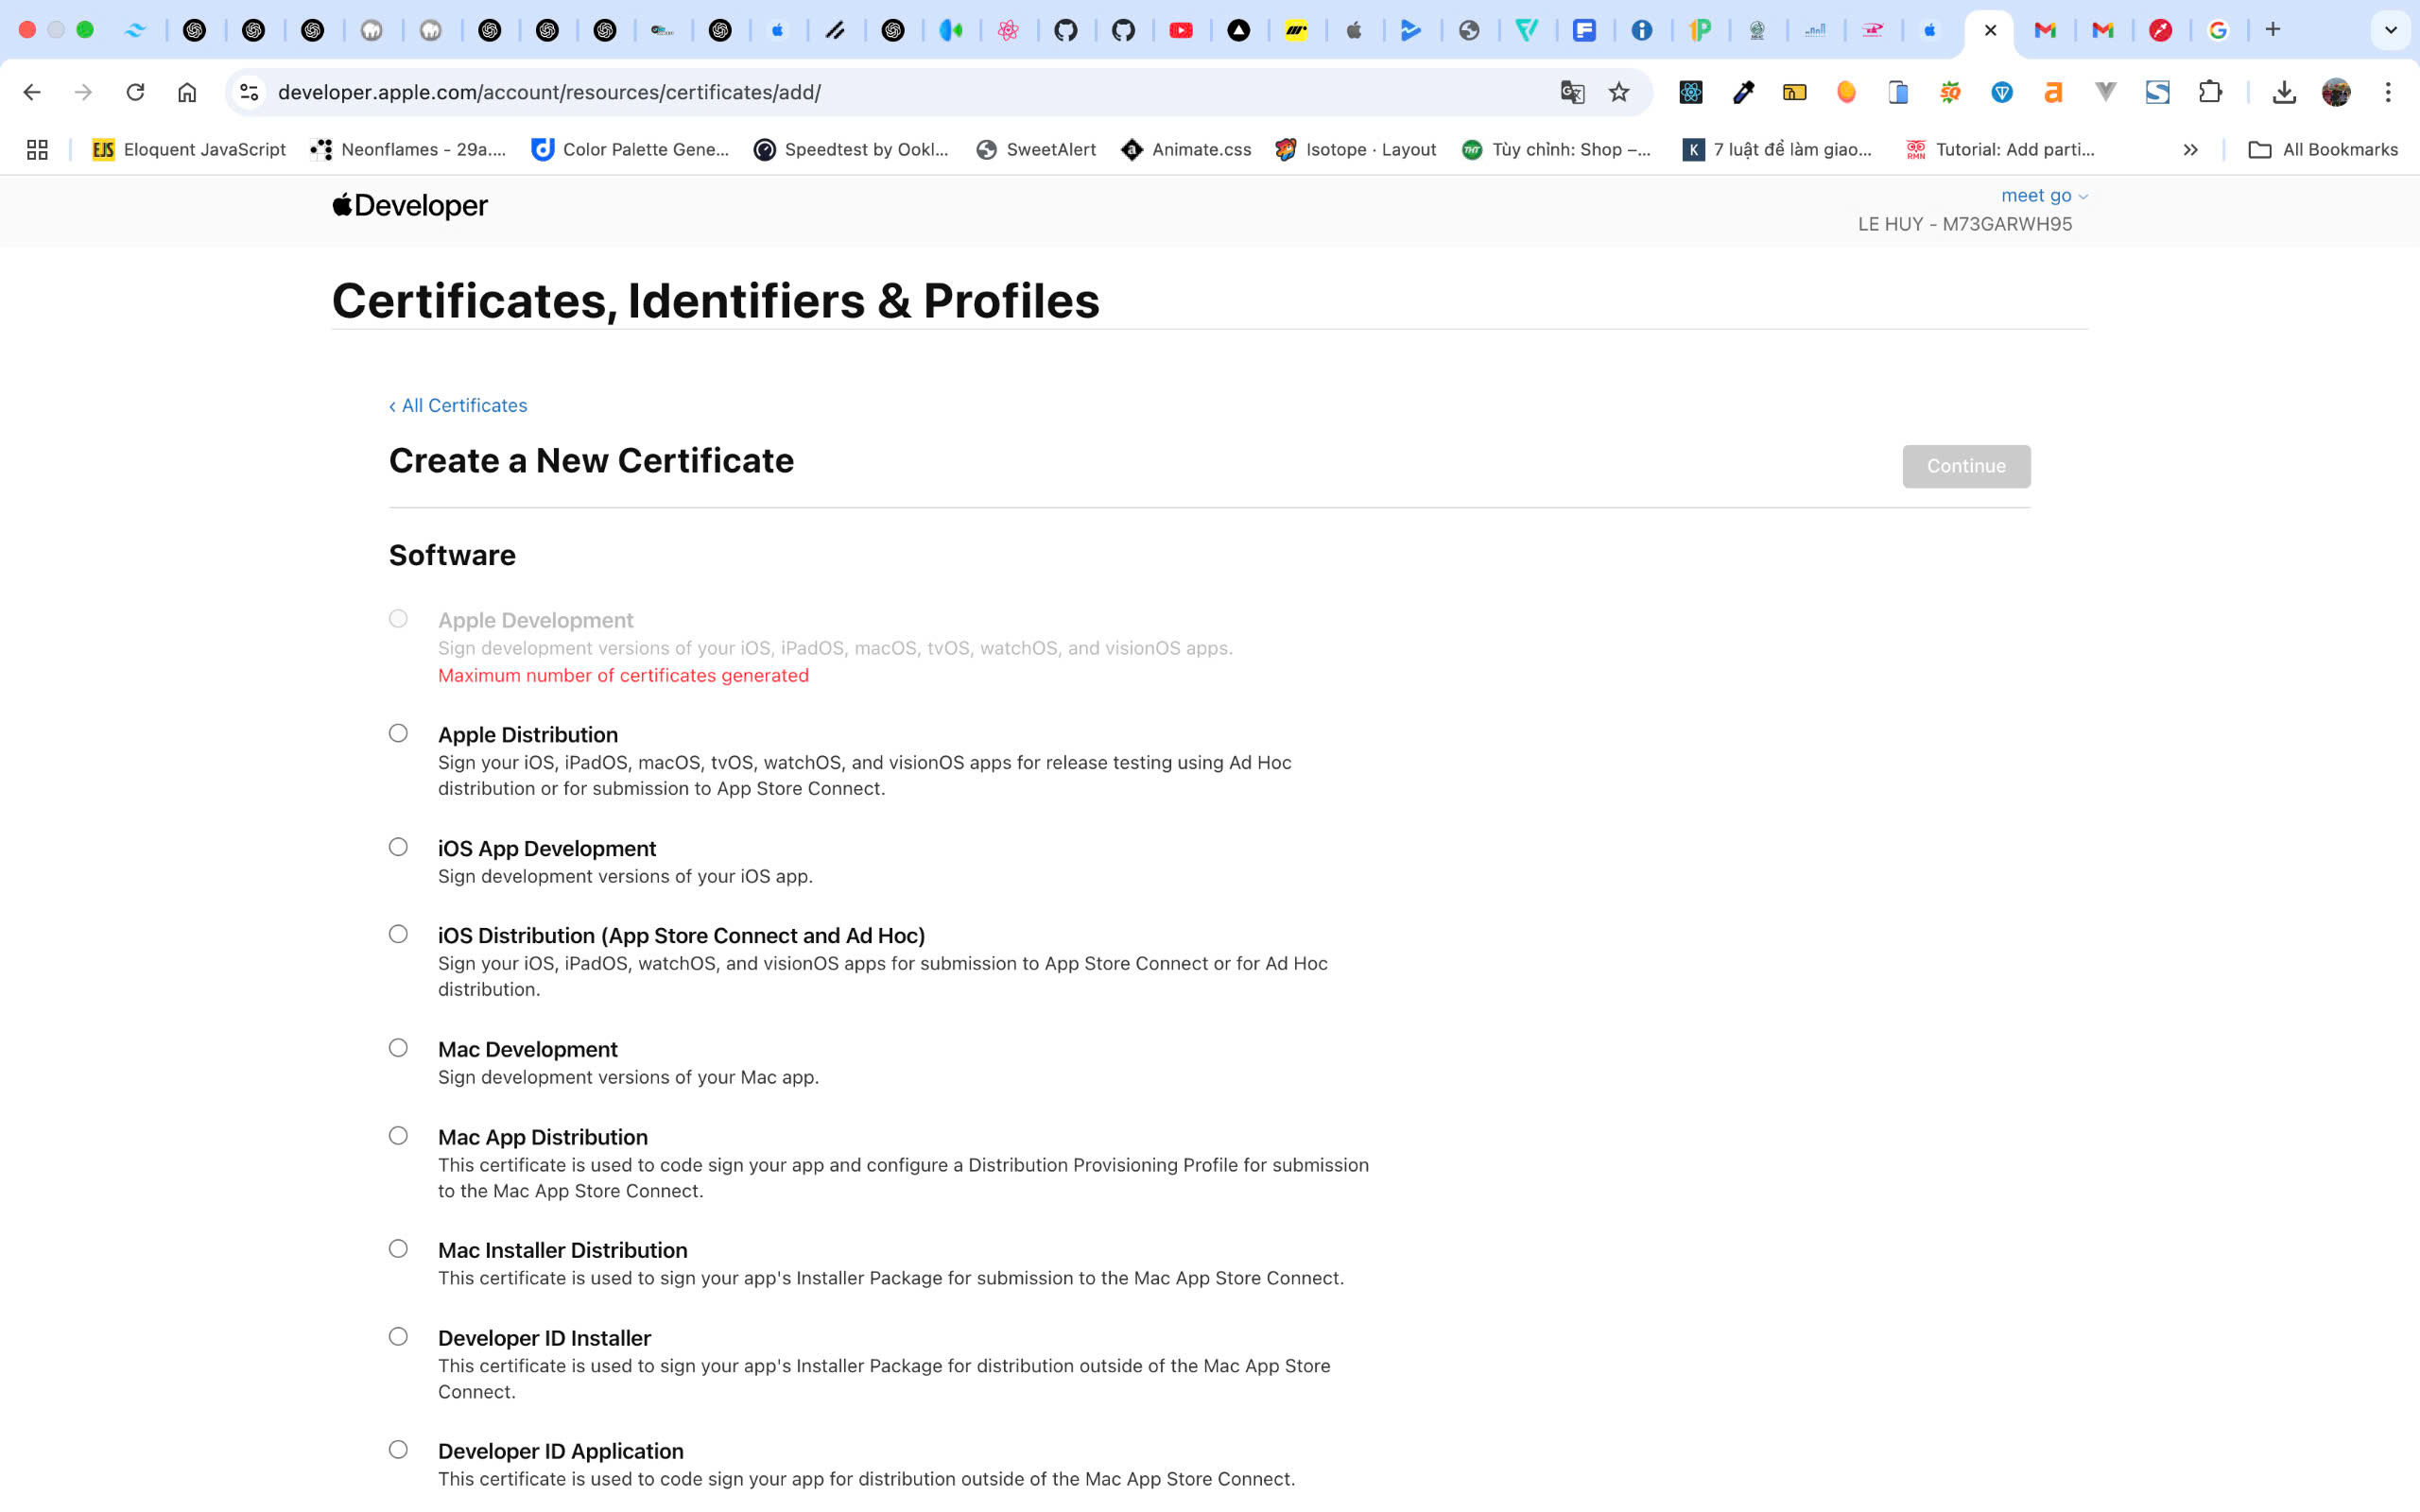 developer.apple.com/account/resources/certificates/add/
Eloquent JavaScript
Neonflames - 29a....
Color Palette Gene...
Speedtest by Ookl...
SweetAlert
Animate.css
Isotope · Layout
Tùy chỉnh: Shop –...
7 luật để làm giao...
Tutorial: Add parti...
All Bookmarks
Developer
meet go
LE HUY - M73GARWH95
Certificates, Identifiers & Profiles
All Certificates
Create a New Certificate
Continue
Software
Apple Development
Sign development versions of your iOS, iPadOS, macOS, tvOS, watchOS, and visionOS apps.
Maximum number of certificates generated
Apple Distribution
Sign your iOS, iPadOS, macOS, tvOS, watchOS, and visionOS apps for release testing using Ad Hoc
distribution or for submission to App Store Connect.
iOS App Development
Sign development versions of your iOS app.
iOS Distribution (App Store Connect and Ad Hoc)
Sign your iOS, iPadOS, watchOS, and visionOS apps for submission to App Store Connect or for Ad Hoc
distribution.
Mac Development
Sign development versions of your Mac app.
Mac App Distribution
This certificate is used to code sign your app and configure a Distribution Provisioning Profile for submission
to the Mac App Store Connect.
Mac Installer Distribution
This certificate is used to sign your app's Installer Package for submission to the Mac App Store Connect.
Developer ID Installer
This certificate is used to sign your app's Installer Package for distribution outside of the Mac App Store
Connect.
Developer ID Application
This certificate is used to code sign your app for distribution outside of the Mac App Store Connect.